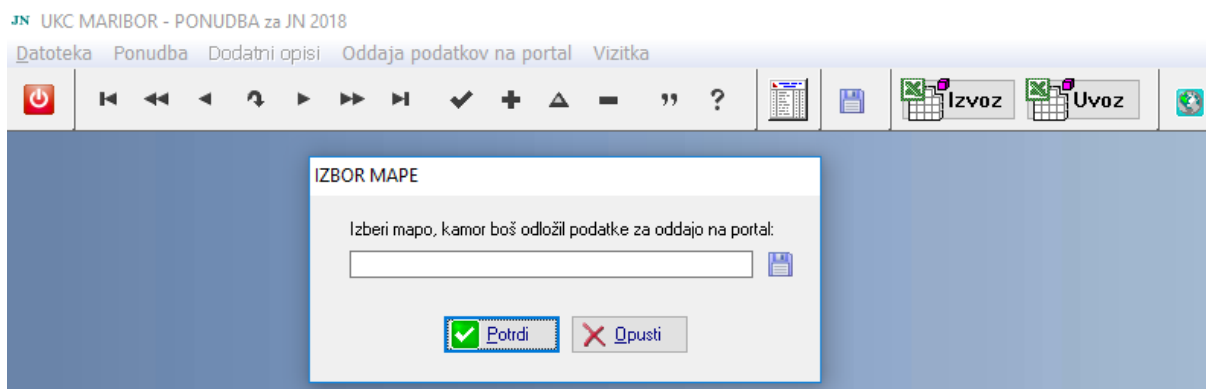 JN UKC MARIBOR - PONUDBA za JN 2018
Datoteka Ponudba Dodatni opisi Oddaja podatkov na portal Vizitka
Izvoz Uvoz
IZBOR MAPE
Izberi mapo, kamor boš odložil podatke za oddajo na portal:
Potrdi Opusti